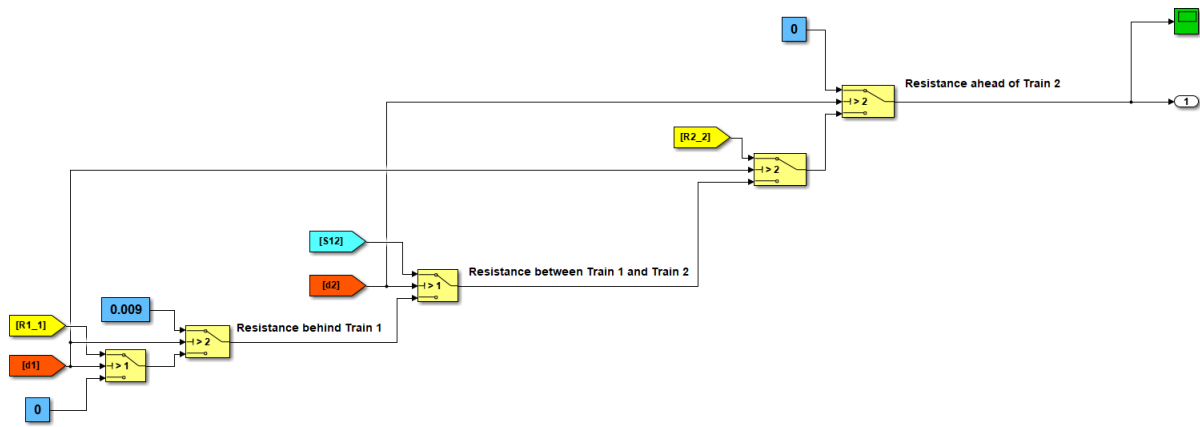 0
Resistance ahead of Train 2
> 2
1
[R2_2]
> 2
[S12]
Resistance between Train 1 and Train 2
[d2]
> 1
0.009
[R1_1]
Resistance behind Train 1
> 2
[d1]
> 1
0